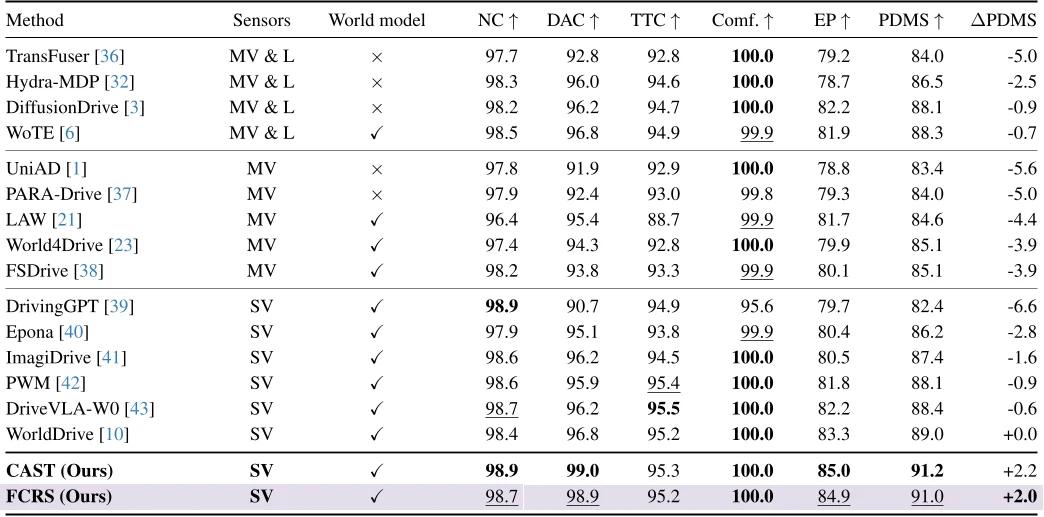 Method Sensors World model NC ↑ DAC ↑ TTC ↑ Comf. ↑ EP ↑ PDMS ↑ ΔPDMS
TransFuser [36] MV & L × 97.7 92.8 92.8 100.0 79.2 84.0 -5.0
Hydra-MDP [32] MV & L × 98.3 96.0 94.6 100.0 78.7 86.5 -2.5
DiffusionDrive [3] MV & L × 98.2 96.2 94.7 100.0 82.2 88.1 -0.9
WoTE [6] MV & L ✓ 98.5 96.8 94.9 99.9 81.9 88.3 -0.7
UniAD [1] MV × 97.8 91.9 92.9 100.0 78.8 83.4 -5.6
PARA-Drive [37] MV × 97.9 92.4 93.0 99.8 79.3 84.0 -5.0
LAW [21] MV ✓ 96.4 95.4 88.7 99.9 81.7 84.6 -4.4
World4Drive [23] MV ✓ 97.4 94.3 92.8 100.0 79.9 85.1 -3.9
FSDrive [38] MV ✓ 98.2 93.8 93.3 99.9 80.1 85.1 -3.9
DrivingGPT [39] SV ✓ 98.9 90.7 94.9 95.6 79.7 82.4 -6.6
Epona [40] SV ✓ 97.9 95.1 93.8 99.9 80.4 86.2 -2.8
ImagiDrive [41] SV ✓ 98.6 96.2 94.5 100.0 80.5 87.4 -1.6
PWM [42] SV ✓ 98.6 95.9 95.4 100.0 81.8 88.1 -0.9
DriveVLA-W0 [43] SV ✓ 98.7 96.2 95.5 100.0 82.2 88.4 -0.6
WorldDrive [10] SV ✓ 98.4 96.8 95.2 100.0 83.3 89.0 +0.0
CAST (Ours) SV ✓ 98.9 99.0 95.3 100.0 85.0 91.2 +2.2
FCRS (Ours) SV ✓ 98.7 98.9 95.2 100.0 84.9 91.0 +2.0